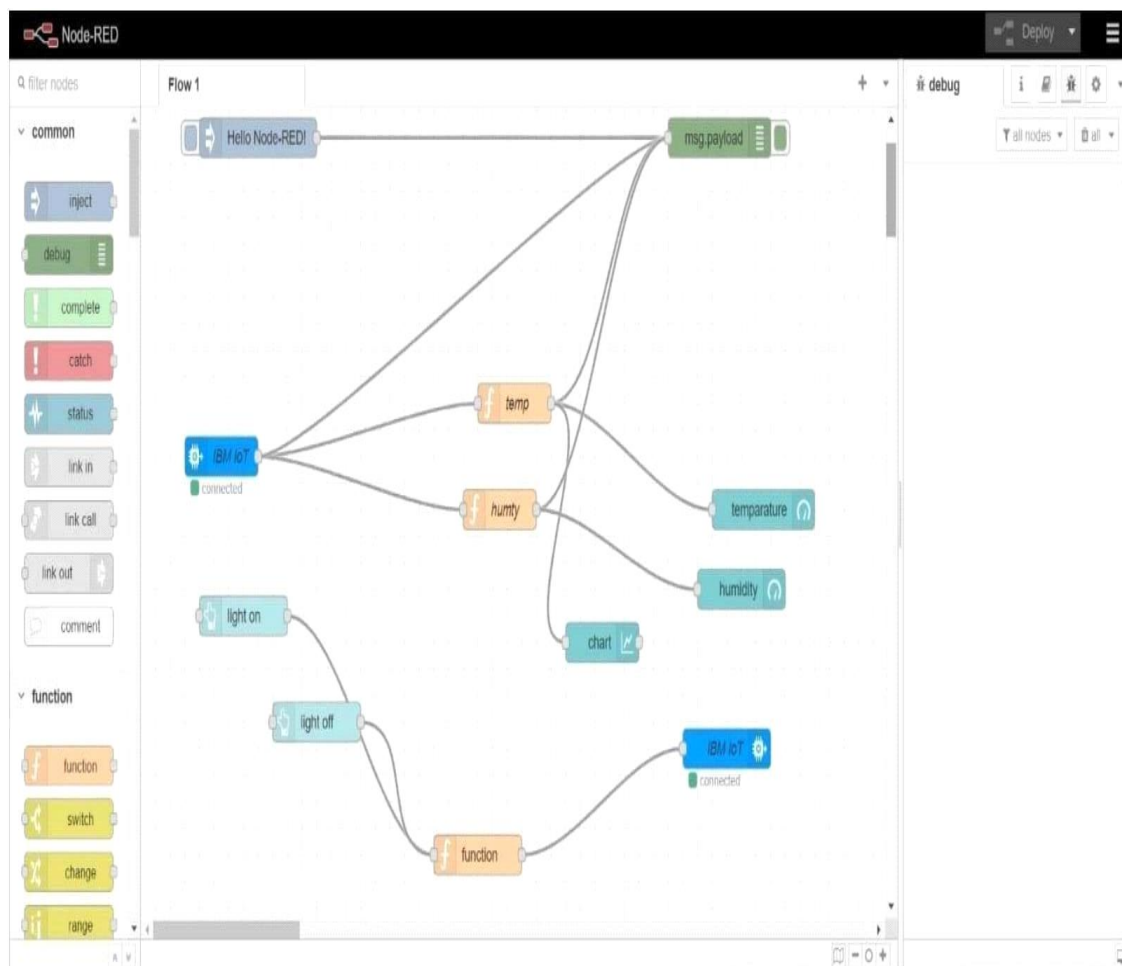 Node-RED
Deploy
filter nodes
common
inject
debug
complete
catch
status
link in
link call
link out
comment
function
function
switch
change
range
Flow 1
Hello Node-RED!
msg.payload
temp
IBM IoT
connected
humty
temparature
humidity
light on
chart
light off
IBM IoT
connected
function
debug
i
all nodes
all